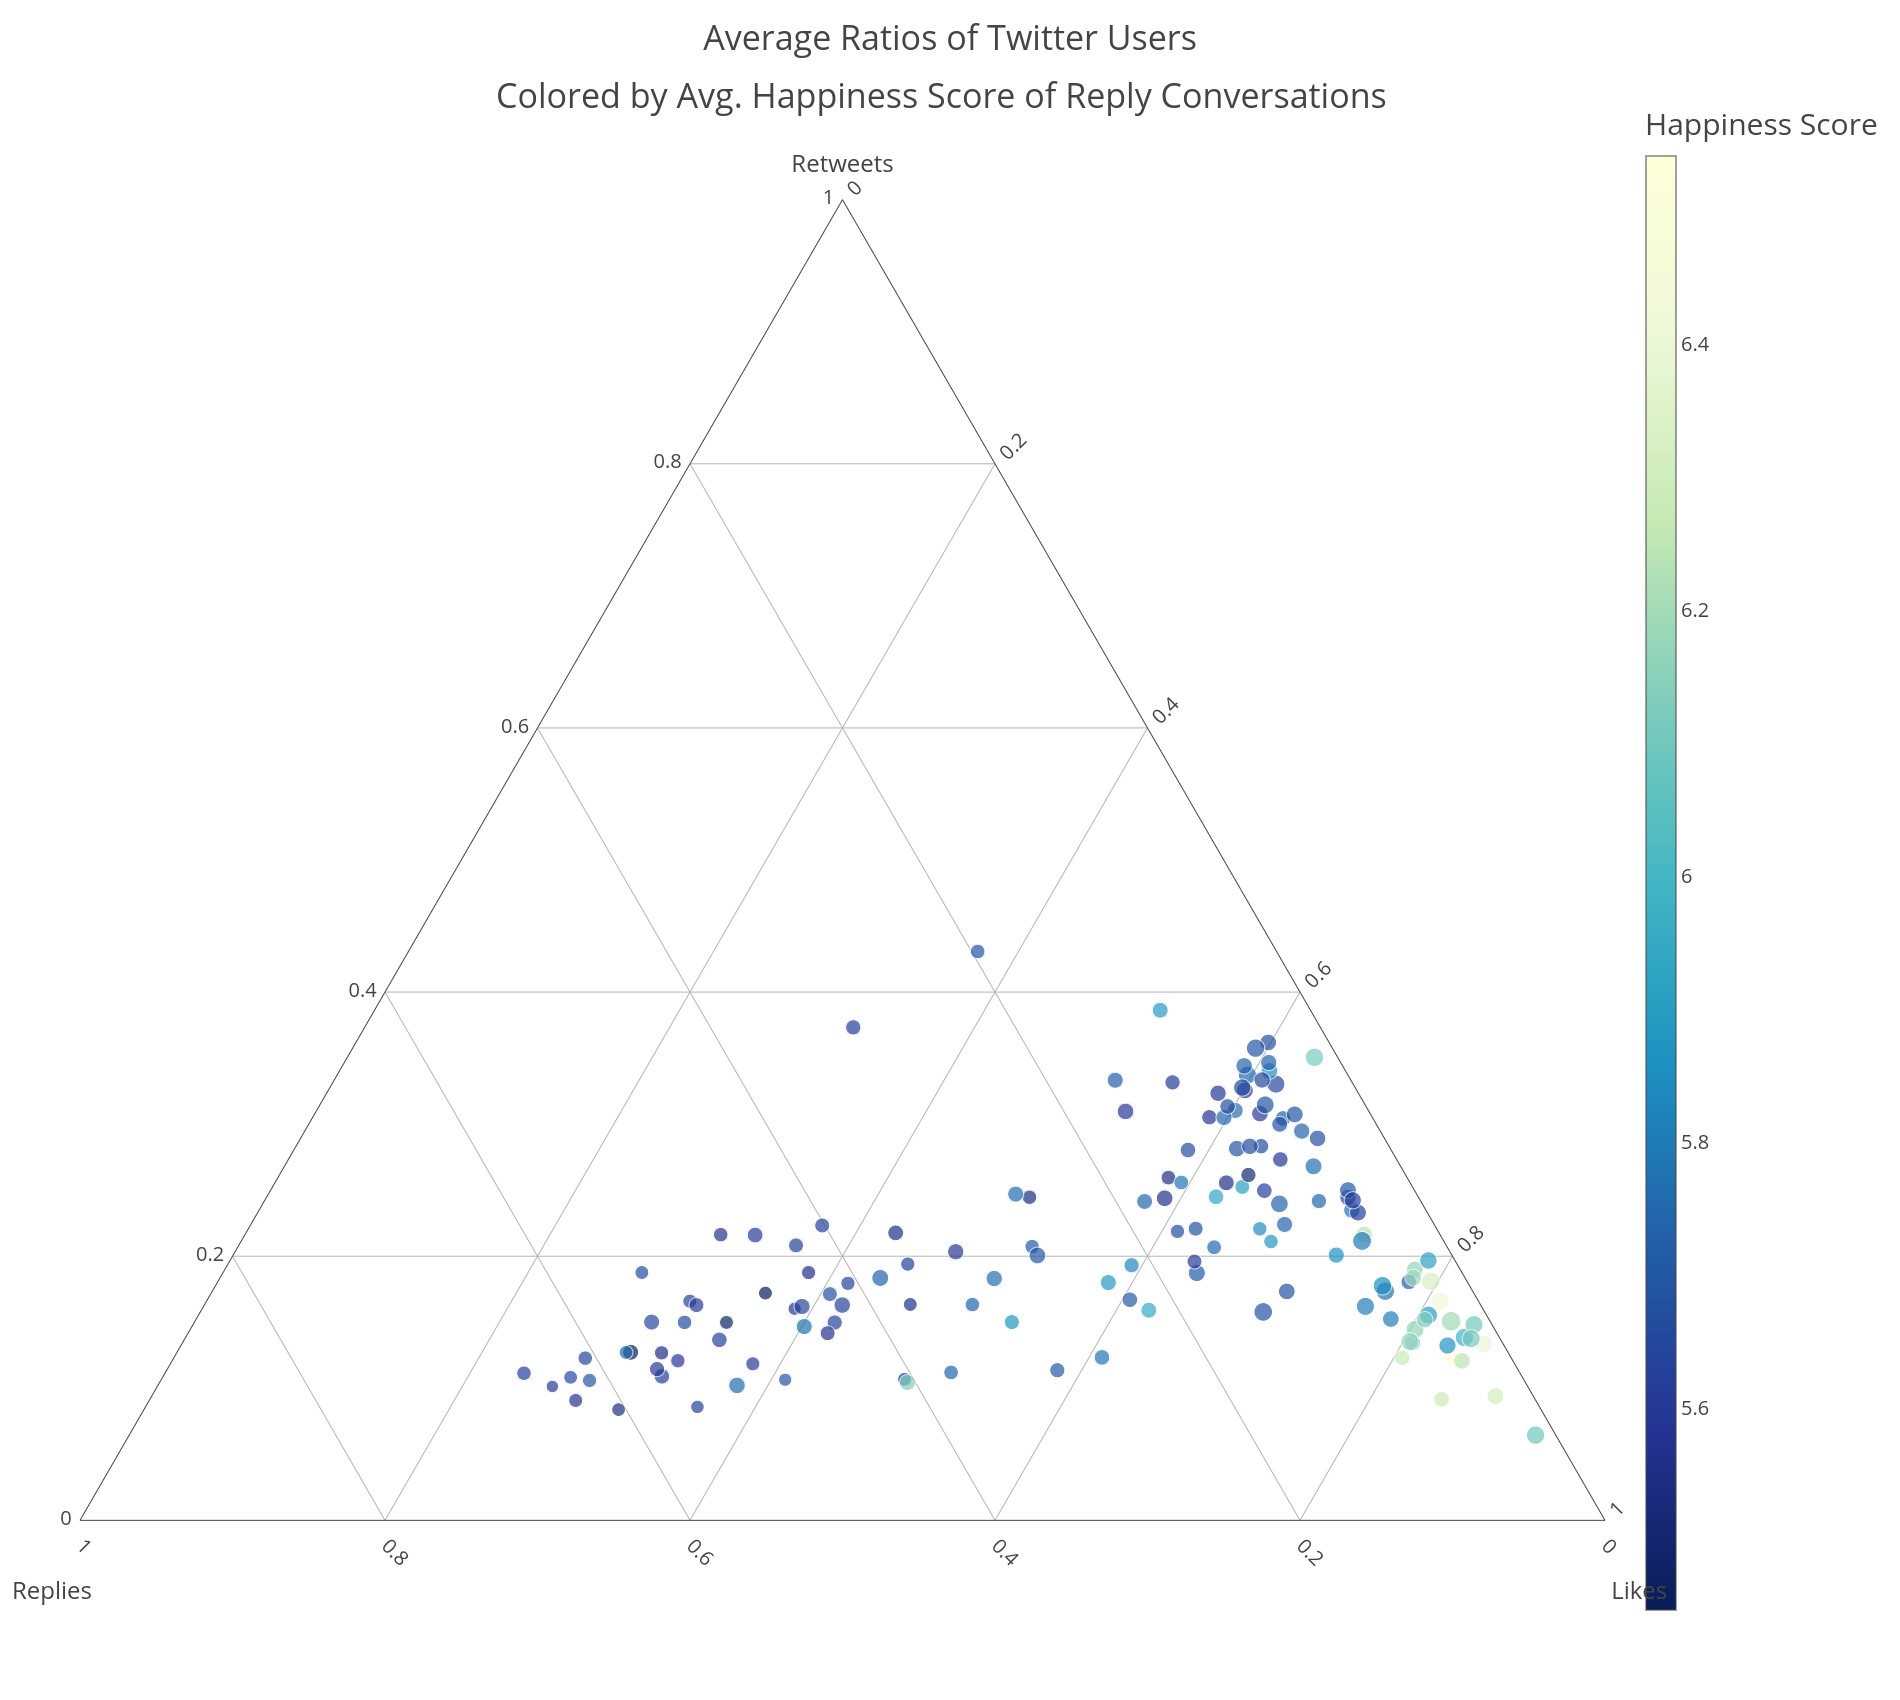 Average Ratios of Twitter Users
Colored by Avg. Happiness Score of Reply Conversations
Happiness Score
Retweets
1 0
0.8 0.2
0.6 0.4
0.4 0.6
0.2 0.8
0 1
1 0.8 0.6 0.4 0.2 0
Replies Likes
6.4
6.2
6
5.8
5.6